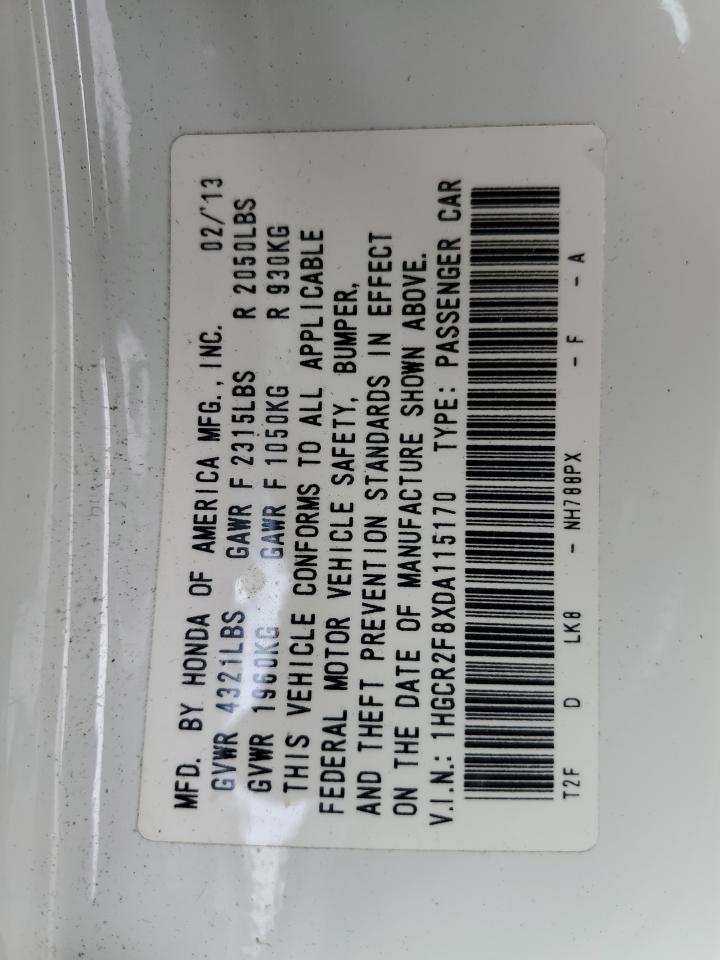 MFD. BY HONDA OF AMERICA MFG., INC. 02/'13
GVWR 4321LBS GAWR F 2315LBS R 2050LBS
GVWR 1960KG GAWR F 1050KG R 930KG
THIS VEHICLE CONFORMS TO ALL APPLICABLE
FEDERAL MOTOR VEHICLE SAFETY, BUMPER,
AND THEFT PREVENTION STANDARDS IN EFFECT
ON THE DATE OF MANUFACTURE SHOWN ABOVE.
V.I.N.: 1HGCR2F8XDA115170 TYPE: PASSENGER CAR
T2F D LK8 - NH788PX - F - A